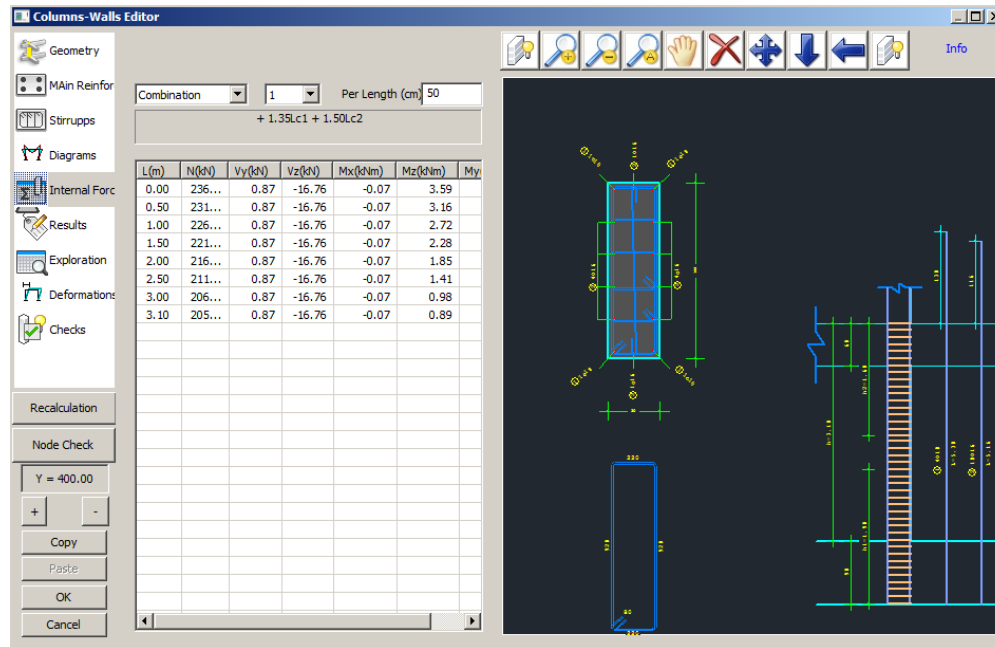 Columns-Walls Editor
Geometry
MAin Reinfor
Stirrupps
Diagrams
Internal Forc
Results
Exploration
Deformations
Checks
Recalculation
Node Check
Y = 400.00
+ -
Copy
Paste
OK
Cancel
Combination 1 Per Length (cm) 50
+ 1.35Lc1 + 1.50Lc2
L(m) N(kN) Vy(kN) Vz(kN) Mx(kNm) Mz(kNm) My(
0.00 236... 0.87 -16.76 -0.07 3.59
0.50 231... 0.87 -16.76 -0.07 3.16
1.00 226... 0.87 -16.76 -0.07 2.72
1.50 221... 0.87 -16.76 -0.07 2.28
2.00 216... 0.87 -16.76 -0.07 1.85
2.50 211... 0.87 -16.76 -0.07 1.41
3.00 206... 0.87 -16.76 -0.07 0.98
3.10 205... 0.87 -16.76 -0.07 0.89
Info